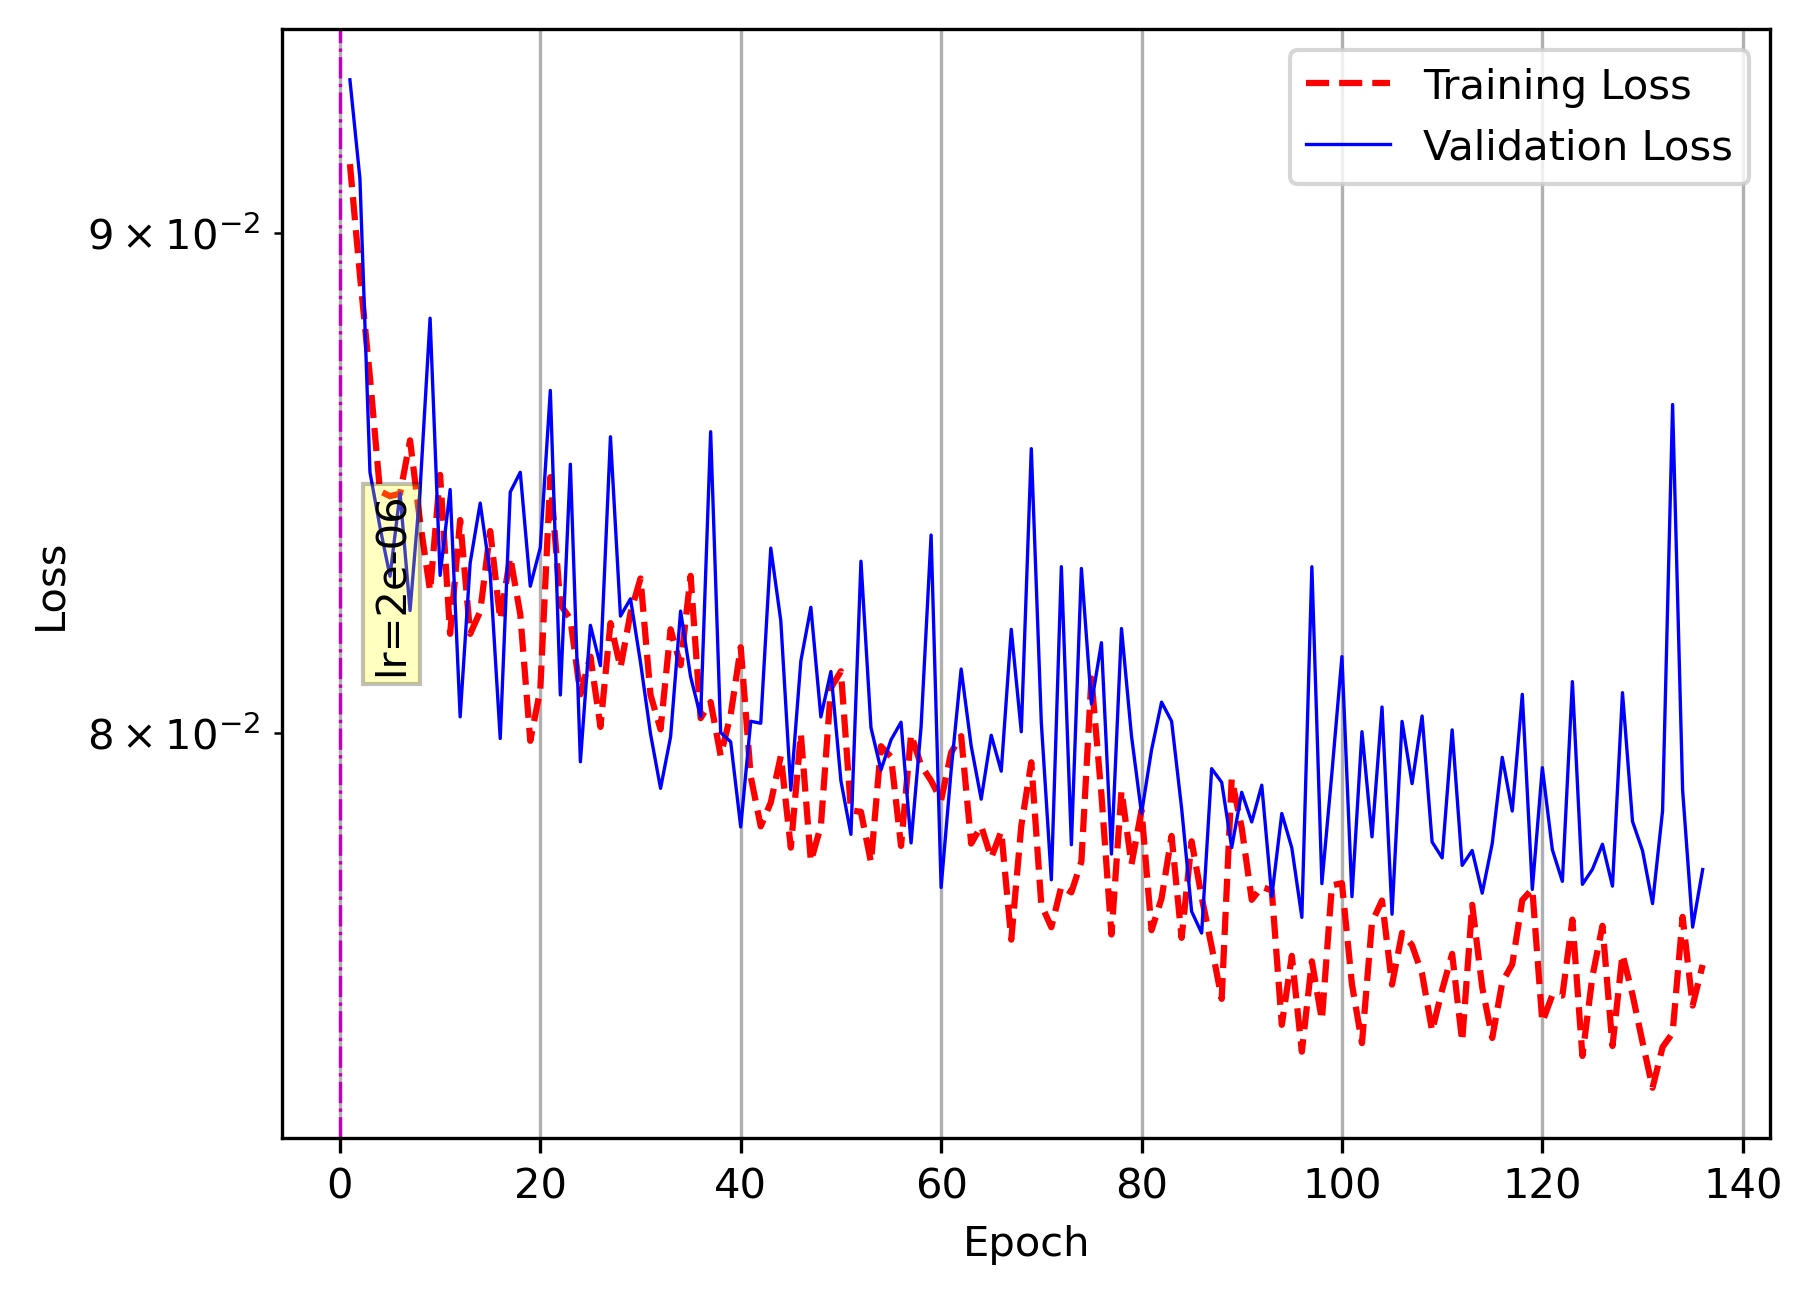 Training Loss
Validation Loss
9 × 10⁻²
8 × 10⁻²
Loss
lr=2e-06
0 20 40 60 80 100 120 140
Epoch